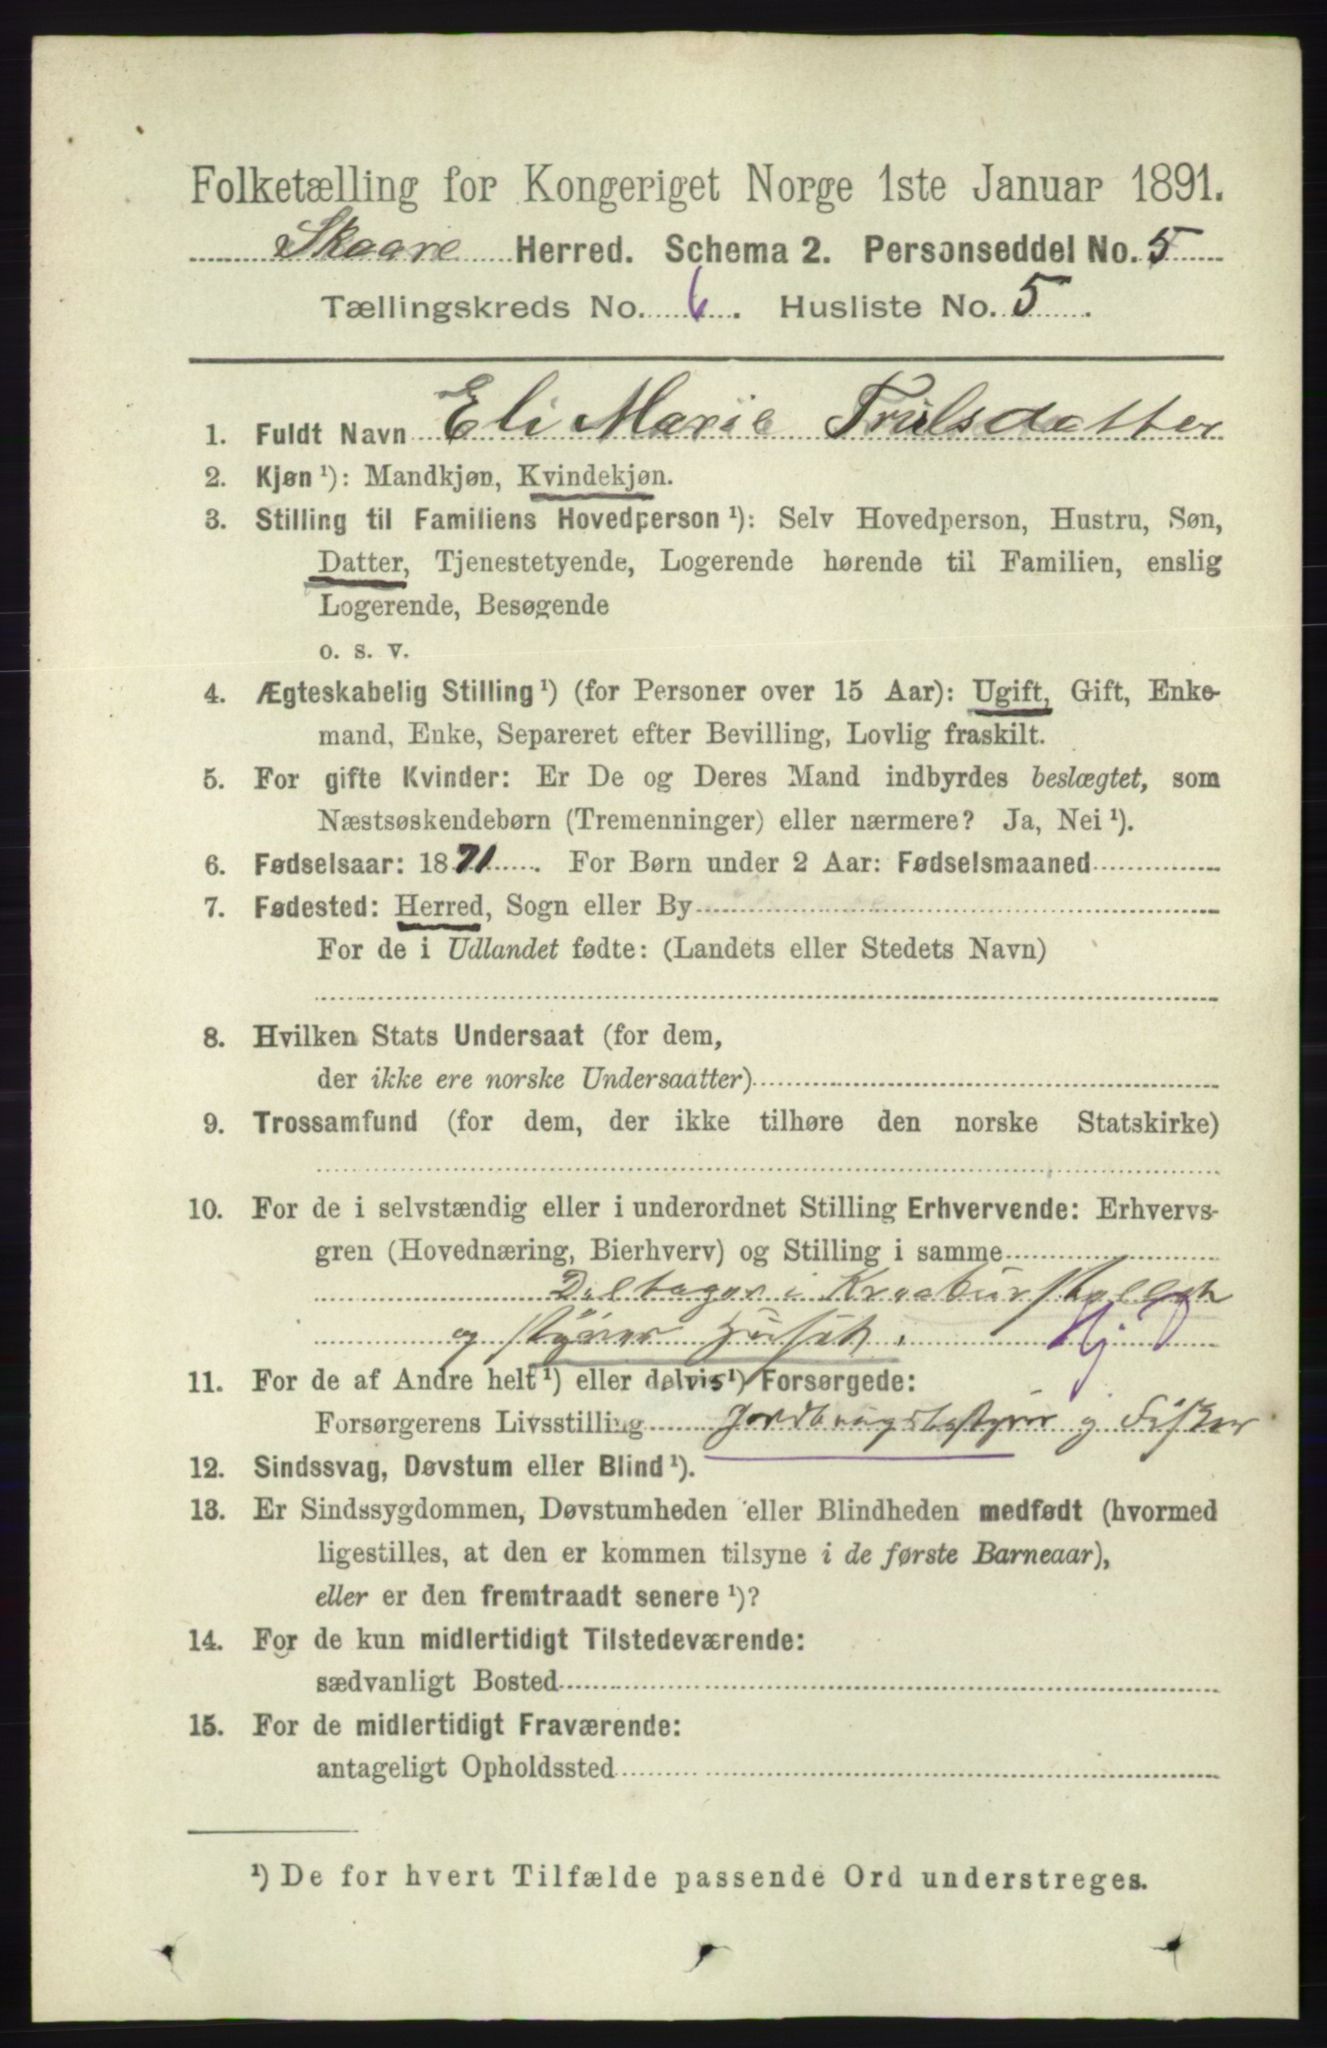 Folketælling for Kongeriget Norge 1ste Januar 1891.
Skaare Herred. Schema 2. Personseddel No. 5
Tællingskreds No. 6. Husliste No. 5.
1. Fuldt Navn Eli Marie Trulsdatter
2. Kjøn ¹): Mandkjøn, Kvindekjøn.
3. Stilling til Familiens Hovedperson ¹): Selv Hovedperson, Hustru, Søn,
Datter, Tjenestetyende, Logerende hørende til Familien, enslig
Logerende, Besøgende
o. s. v.
4. Ægteskabelig Stilling ¹) (for Personer over 15 Aar): Ugift, Gift, Enke-
mand, Enke, Separeret efter Bevilling, Lovlig fraskilt.
5. For gifte Kvinder: Er De og Deres Mand indbyrdes beslægtet, som
Næstsøskendebørn (Tremenninger) eller nærmere? Ja, Nei ¹).
6. Fødselsaar: 1871. For Børn under 2 Aar: Fødselsmaaned
7. Fødested: Herred, Sogn eller By
For de i Udlandet fødte: (Landets eller Stedets Navn)
8. Hvilken Stats Undersaat (for dem,
der ikke ere norske Undersaatter)
9. Trossamfund (for dem, der ikke tilhøre den norske Statskirke)
10. For de i selvstændig eller i underordnet Stilling Erhvervende: Erhvervs-
gren (Hovednæring, Bierhverv) og Stilling i samme
Deltager i Kreaturstellet
og styrer Huset.
11. For de af Andre helt ¹) eller delvis ¹) Forsørgede:
Forsørgerens Livsstilling Jordbrugsbestyrer og Fisker
12. Sindssvag, Døvstum eller Blind ¹).
13. Er Sindssygdommen, Døvstumheden eller Blindheden medfødt (hvormed
ligestilles, at den er kommen tilsyne i de første Barneaar),
eller er den fremtraadt senere ¹)?
14. For de kun midlertidigt Tilstedeværende:
sædvanligt Bosted
15. For de midlertidigt Fraværende:
antageligt Opholdssted
¹) De for hvert Tilfælde passende Ord understreges.